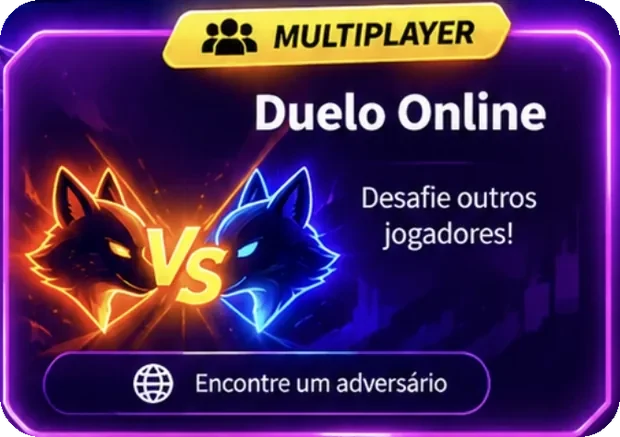 MULTIPLAYER
Duelo Online
Desafie outros
jogadores!
VS
Encontre um adversário